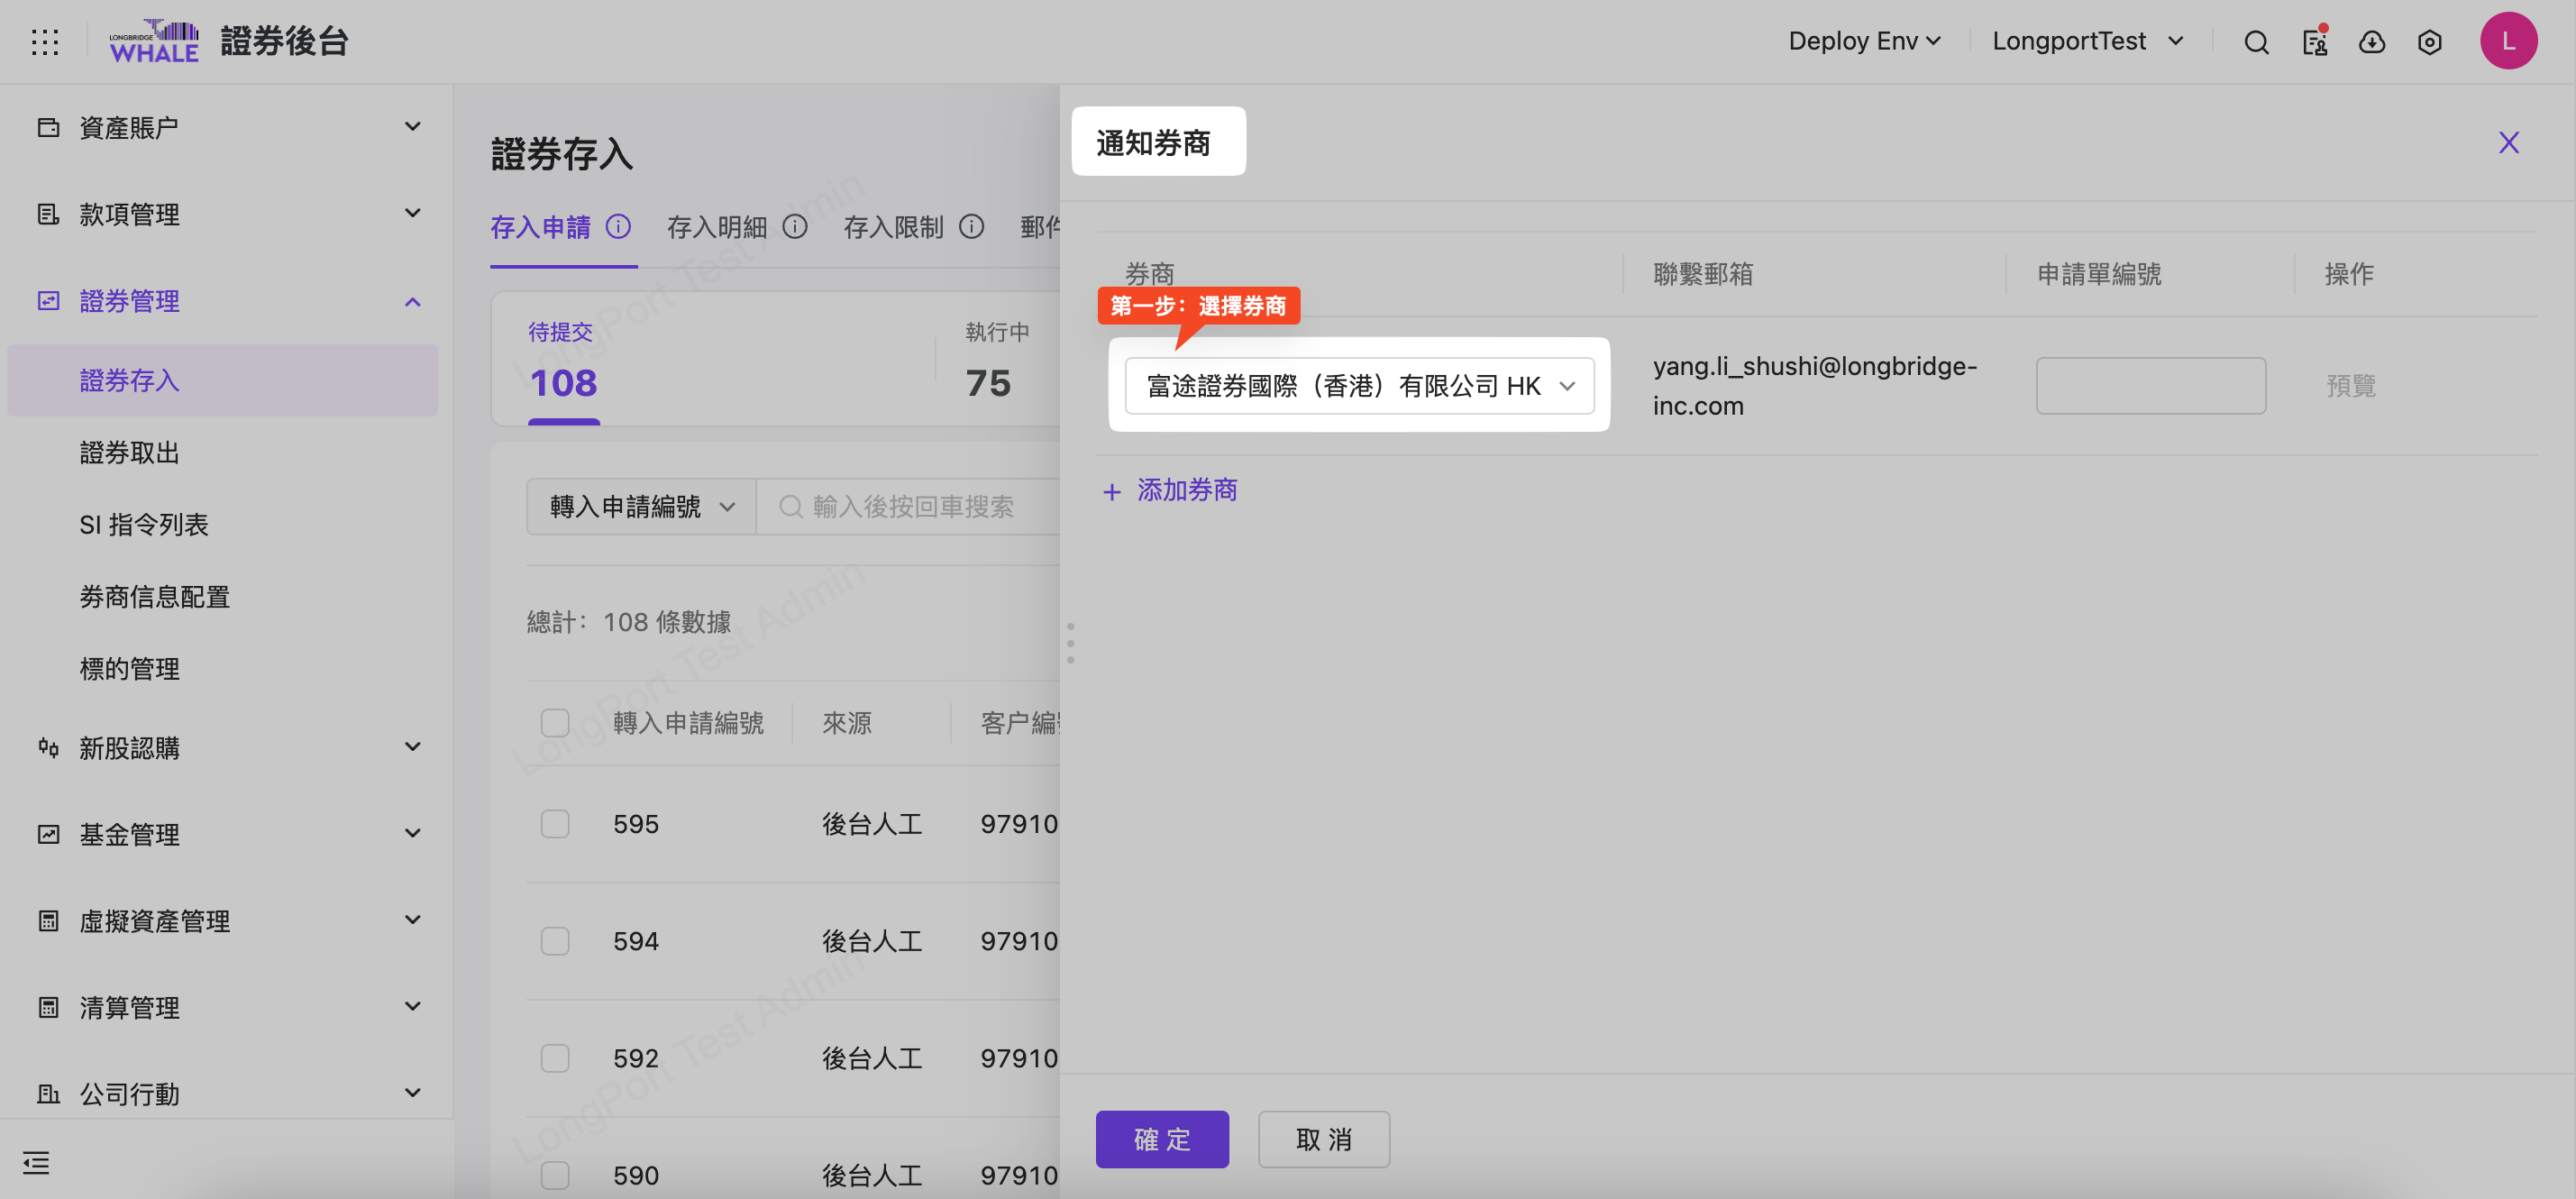 LONGBRIDGE
WHALE
證券後台
Deploy Env
LongportTest
L
資產賬户
款項管理
證券管理
證券存入
證券取出
SI 指令列表
券商信息配置
標的管理
新股認購
基金管理
虛擬資產管理
清算管理
公司行動
證券存入
存入申請
存入明細
存入限制
郵件
待提交
108
執行中
75
轉入申請編號
輸入後按回車搜索
總計： 108 條數據
轉入申請編號 來源 客户編號
595 後台人工 97910
594 後台人工 97910
592 後台人工 97910
590 後台人工 97910
LongPort Test Admin
LongPort Test Admin
LongPort Test Admin
通知券商
券商 聯繫郵箱 申請單編號 操作
第一步：選擇券商
富途證券國際（香港）有限公司 HK
yang.li_shushi@longbridge-
inc.com
預覽
+ 添加券商
確 定
取 消